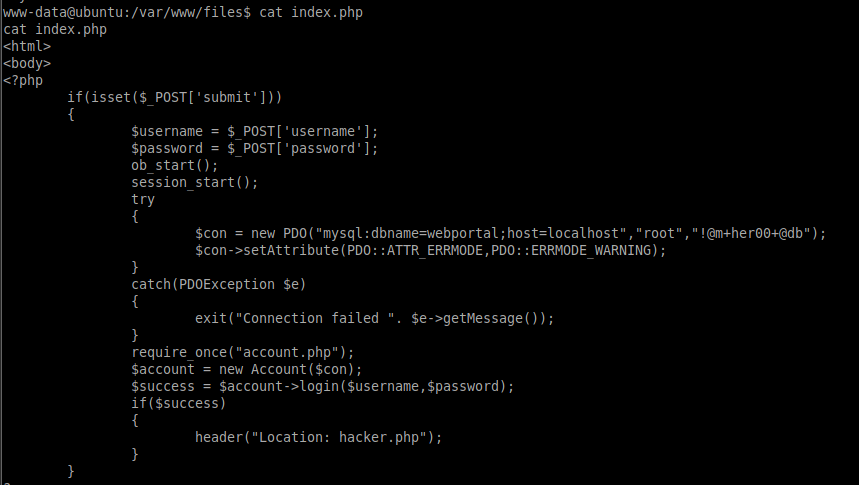 www-data@ubuntu:/var/www/files$ cat index.php
cat index.php
<html>
<body>
<?php
        if(isset($_POST['submit']))
        {
                $username = $_POST['username'];
                $password = $_POST['password'];
                ob_start();
                session_start();
                try
                {
                        $con = new PDO("mysql:dbname=webportal;host=localhost","root","!@m+her00+@db");
                        $con->setAttribute(PDO::ATTR_ERRMODE,PDO::ERRMODE_WARNING);
                }
                catch(PDOException $e)
                {
                        exit("Connection failed ". $e->getMessage());
                }
                require_once("account.php");
                $account = new Account($con);
                $success = $account->login($username,$password);
                if($success)
                {
                        header("Location: hacker.php");
                }
        }